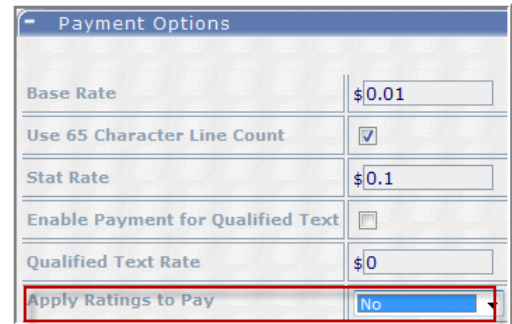 - Payment Options
Base Rate $0.01
Use 65 Character Line Count
Stat Rate $0.1
Enable Payment for Qualified Text
Qualified Text Rate $0
Apply Ratings to Pay No